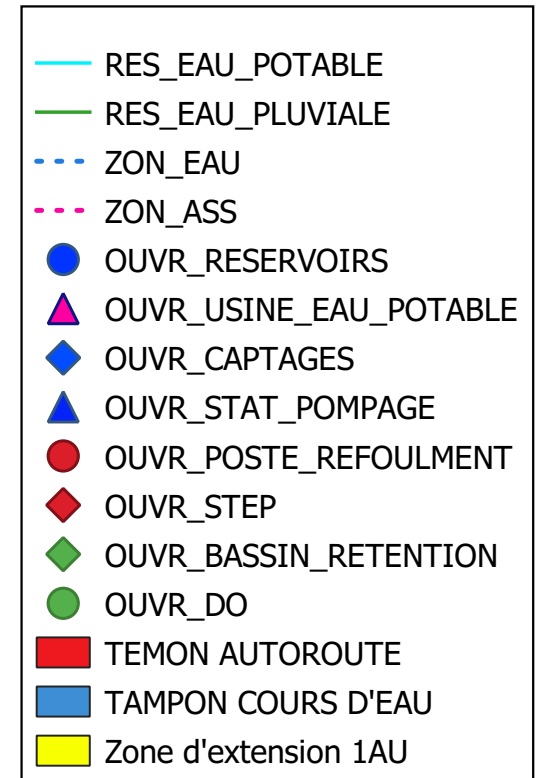 RES_EAU_POTABLE
RES_EAU_PLUVIALE
ZON_EAU
ZON_ASS
OUVR_RESERVOIRS
OUVR_USINE_EAU_POTABLE
OUVR_CAPTAGES
OUVR_STAT_POMPAGE
OUVR_POSTE_REFOULMENT
OUVR_STEP
OUVR_BASSIN_RETENTION
OUVR_DO
TEMON AUTOROUTE
TAMPON COURS D'EAU
Zone d'extension 1AU